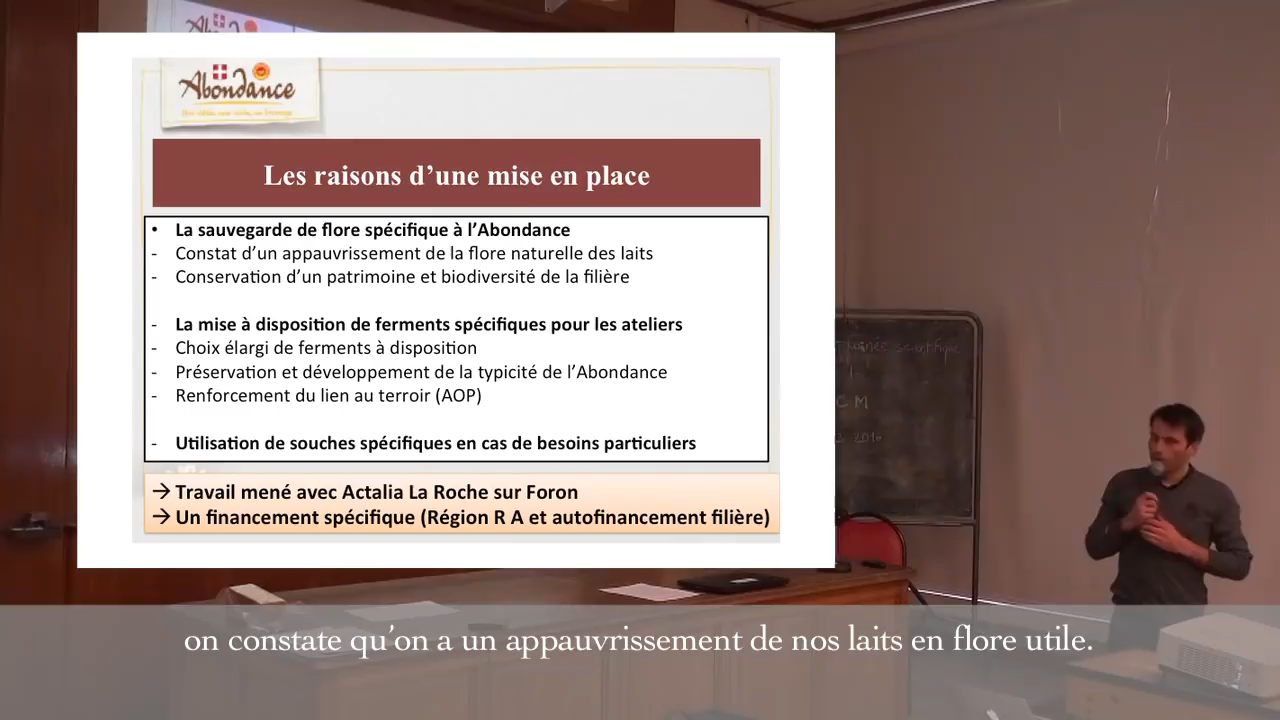 Abondance
Les raisons d’une mise en place
• La sauvegarde de flore spécifique à l’Abondance
- Constat d’un appauvrissement de la flore naturelle des laits
- Conservation d’un patrimoine et biodiversité de la filière
- La mise à disposition de ferments spécifiques pour les ateliers
- Choix élargi de ferments à disposition
- Préservation et développement de la typicité de l’Abondance
- Renforcement du lien au terroir (AOP)
- Utilisation de souches spécifiques en cas de besoins particuliers
→ Travail mené avec Actalia La Roche sur Foron
→ Un financement spécifique (Région R A et autofinancement filière)
scientifique
C M
on constate qu’on a un appauvrissement de nos laits en flore utile.